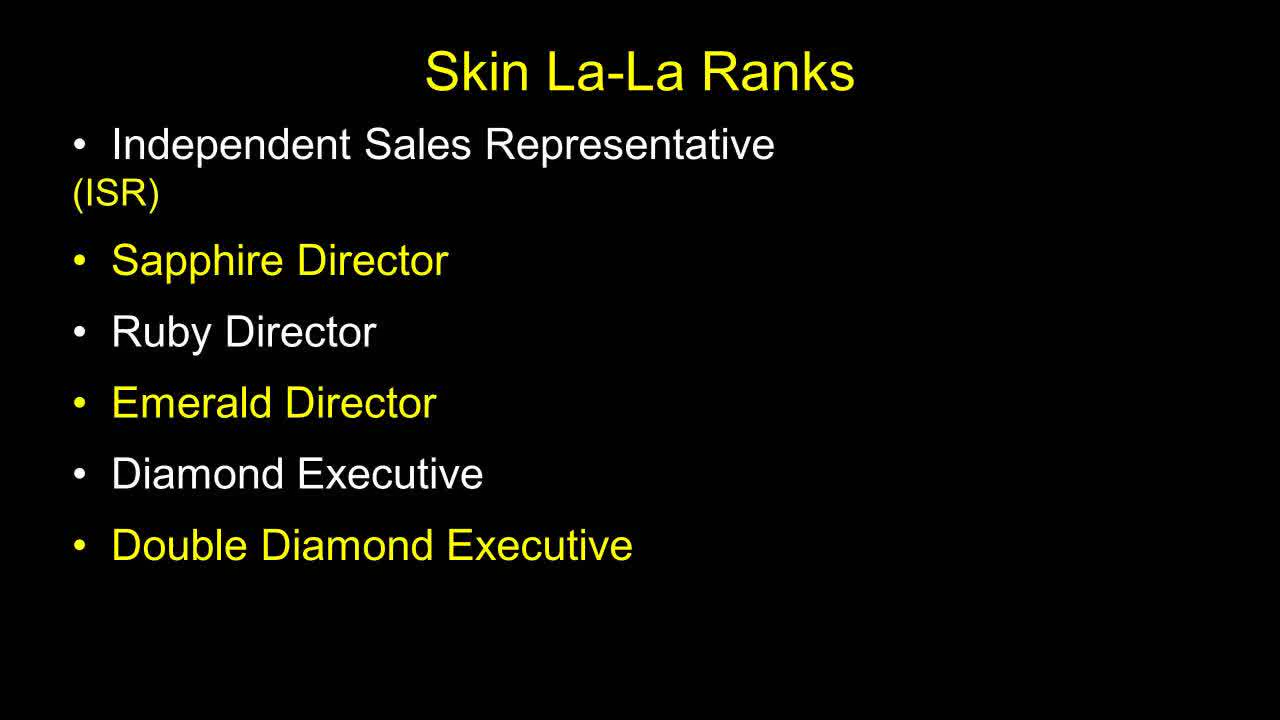 Skin La-La Ranks
• Independent Sales Representative
(ISR)
• Sapphire Director
• Ruby Director
• Emerald Director
• Diamond Executive
• Double Diamond Executive